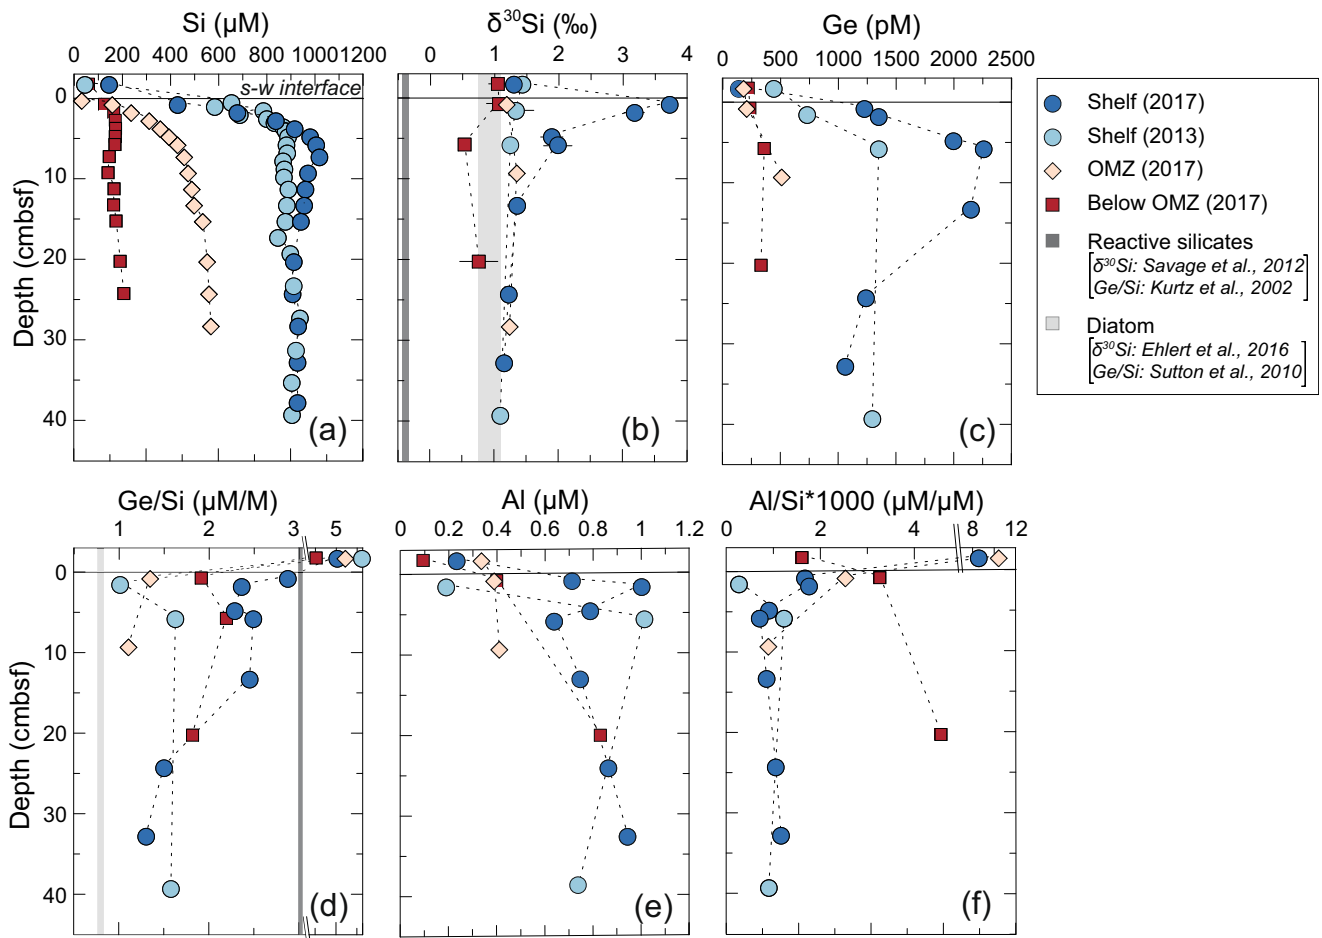 Si (μM)
0 200 400 600 800 1000 1200
δ³⁰Si (‰)
0 1 2 3 4
Ge (pM)
0 500 1000 1500 2000 2500
s-w interface
Depth (cmbsf)
0
10
20
30
40
(a)
(b)
(c)
Shelf (2017)
Shelf (2013)
OMZ (2017)
Below OMZ (2017)
Reactive silicates
[δ³⁰Si: Savage et al., 2012
Ge/Si: Kurtz et al., 2002]
Diatom
[δ³⁰Si: Ehlert et al., 2016
Ge/Si: Sutton et al., 2010]
Ge/Si (μM/M)
1 2 3 5
Al (μM)
0 0.2 0.4 0.6 0.8 1 1.2
Al/Si*1000 (μM/μM)
0 2 4 8 12
Depth (cmbsf)
0
10
20
30
40
(d)
(e)
(f)